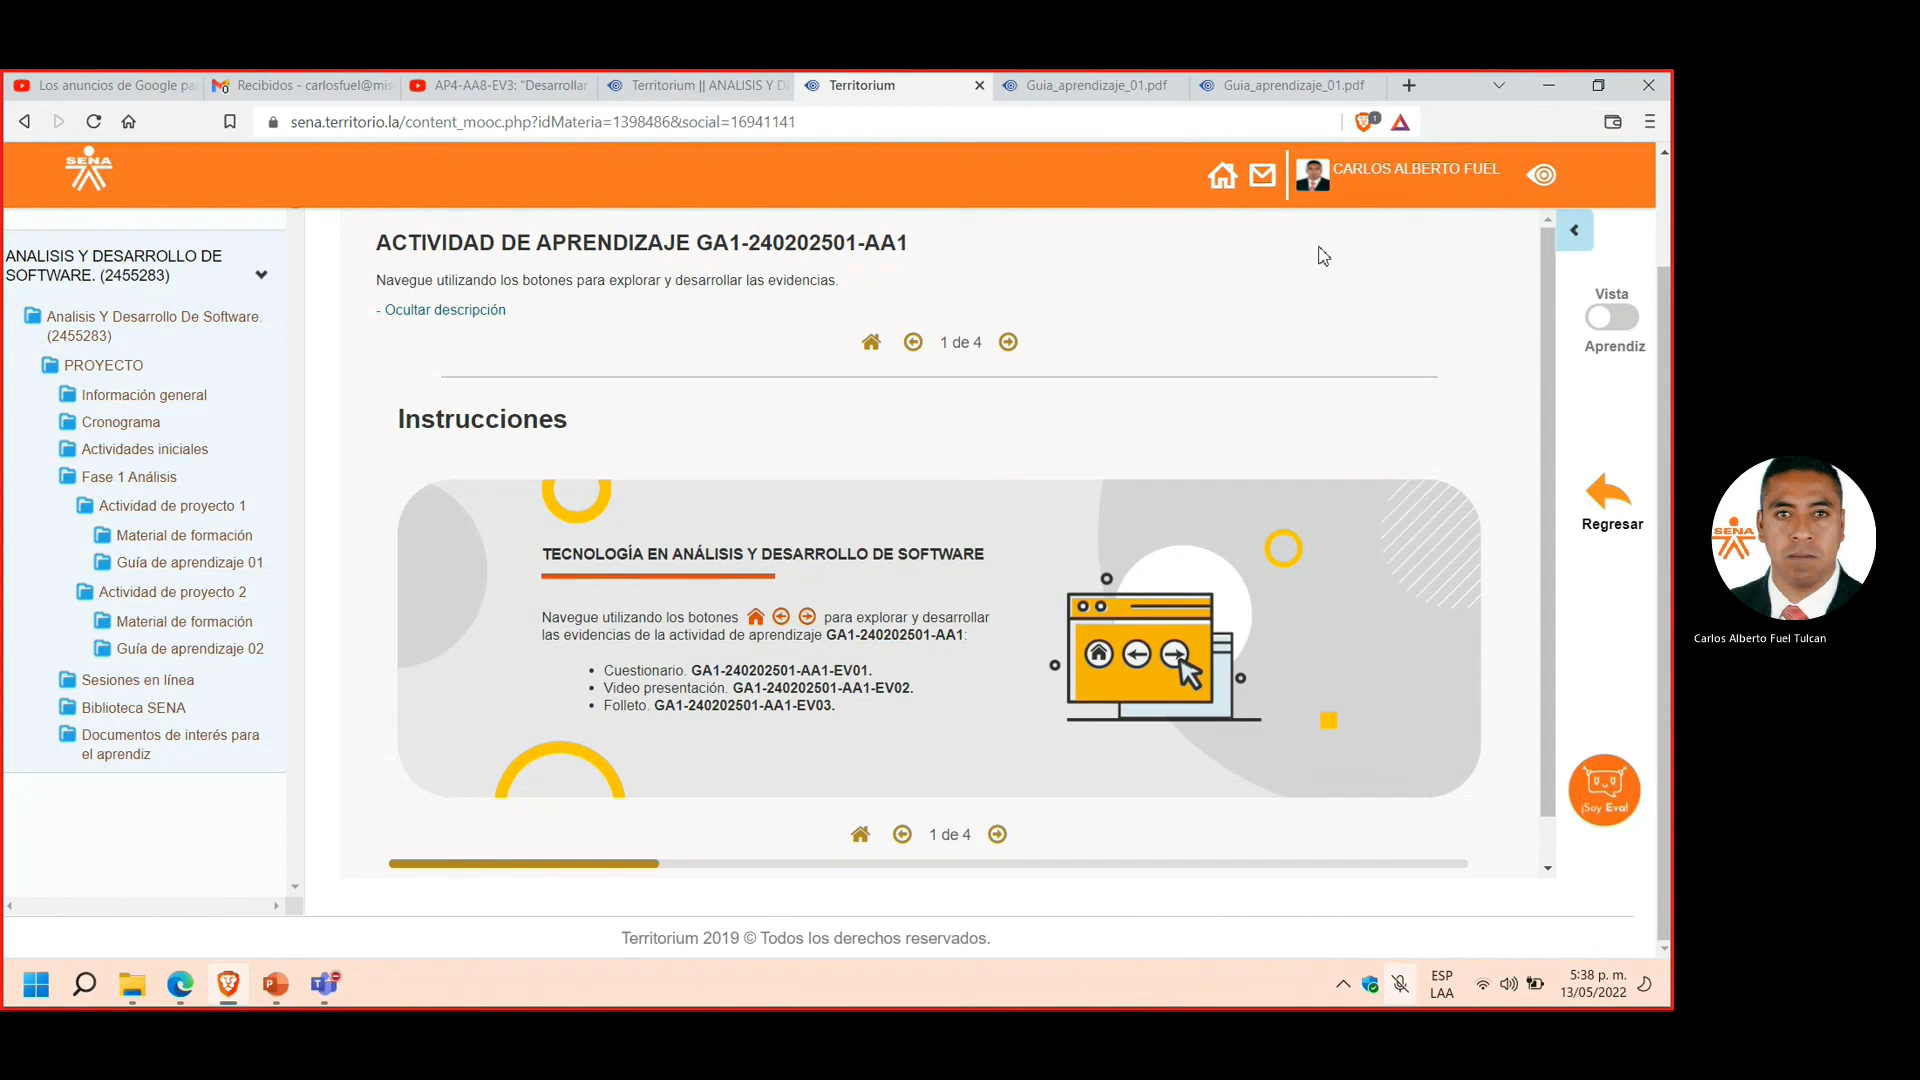 Los anuncios de Google pa
Recibidos - carlosfuel@mis
AP4-AA8-EV3: "Desarrollar
Territorium || ANALISIS Y D
Territorium
Guia_aprendizaje_01.pdf
Guia_aprendizaje_01.pdf
sena.territorio.la/content_mooc.php?idMateria=1398486&social=16941141
1
SENA
CARLOS ALBERTO FUEL
ANALISIS Y DESARROLLO DE
SOFTWARE. (2455283)
Analisis Y Desarrollo De Software.
(2455283)
PROYECTO
Información general
Cronograma
Actividades iniciales
Fase 1 Análisis
Actividad de proyecto 1
Material de formación
Guía de aprendizaje 01
Actividad de proyecto 2
Material de formación
Guía de aprendizaje 02
Sesiones en línea
Biblioteca SENA
Documentos de interés para
el aprendiz
ACTIVIDAD DE APRENDIZAJE GA1-240202501-AA1
Navegue utilizando los botones para explorar y desarrollar las evidencias.
- Ocultar descripción
1 de 4
Instrucciones
TECNOLOGÍA EN ANÁLISIS Y DESARROLLO DE SOFTWARE
Navegue utilizando los botones para explorar y desarrollar
las evidencias de la actividad de aprendizaje GA1-240202501-AA1:
• Cuestionario. GA1-240202501-AA1-EV01.
• Video presentación. GA1-240202501-AA1-EV02.
• Folleto. GA1-240202501-AA1-EV03.
1 de 4
Vista
Aprendiz
Regresar
¡Soy Eva!
Territorium 2019 © Todos los derechos reservados.
ESP
LAA
5:38 p. m.
13/05/2022
SENA
Carlos Alberto Fuel Tulcan